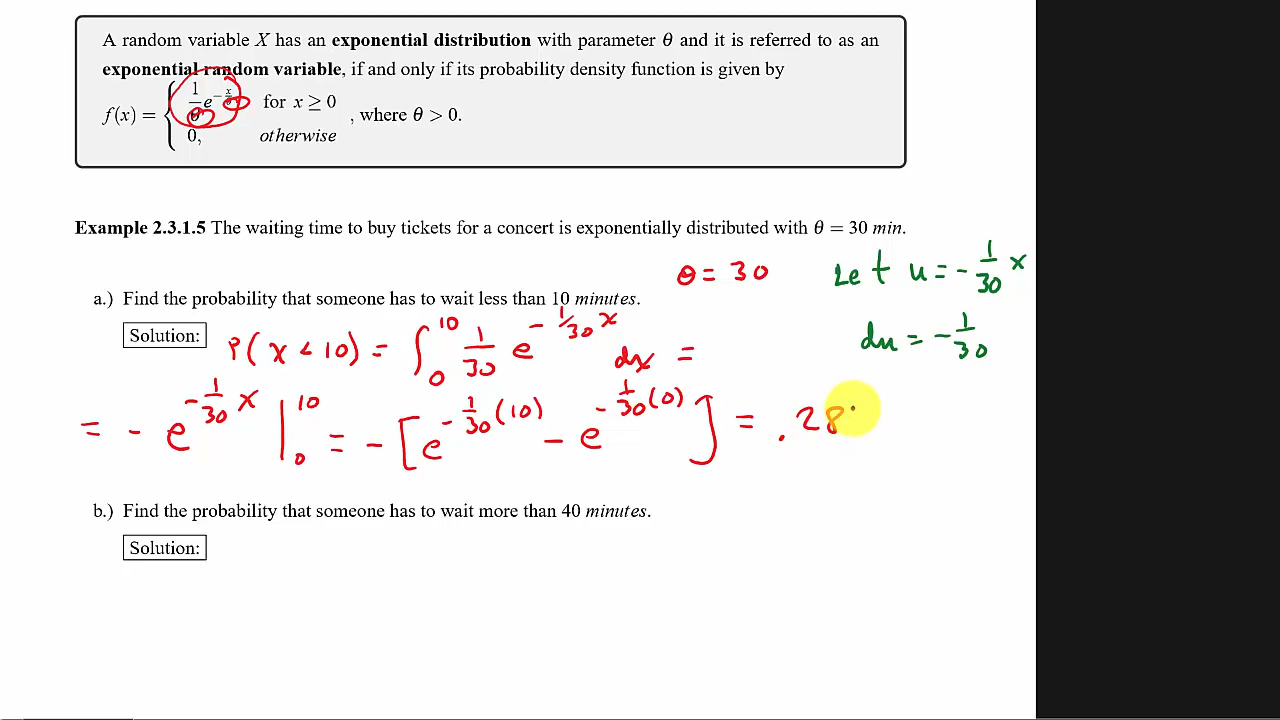 A random variable X has an exponential distribution with parameter θ and it is referred to as an
exponential random variable, if and only if its probability density function is given by
f(x) = { 1/θ e^(-x/θ) for x ≥ 0
0, otherwise , where θ > 0.
Example 2.3.1.5 The waiting time to buy tickets for a concert is exponentially distributed with θ = 30 min.
θ = 30 Let u = -1/30 x
a.) Find the probability that someone has to wait less than 10 minutes.
du = -1/30
Solution: P(x < 10) = ∫_0^10 1/30 e^(-1/30 x) dx =
= - e^(-1/30 x) |_0^10 = - [e^(-1/30 (10)) - e^(-1/30 (0))] = .28
b.) Find the probability that someone has to wait more than 40 minutes.
Solution: